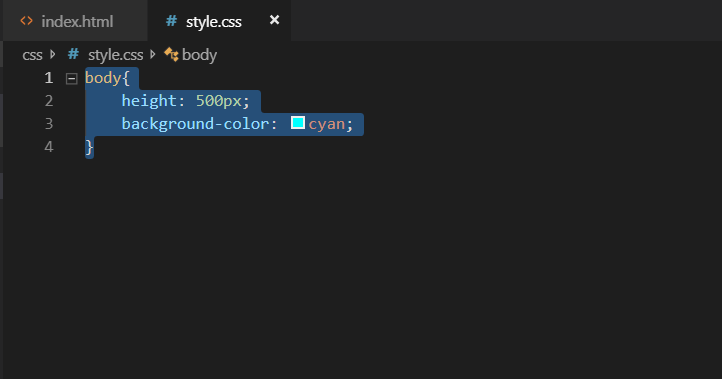 <> index.html # style.css ×
css > # style.css > body
1 body{
2 height: 500px;
3 background-color: cyan;
4 }